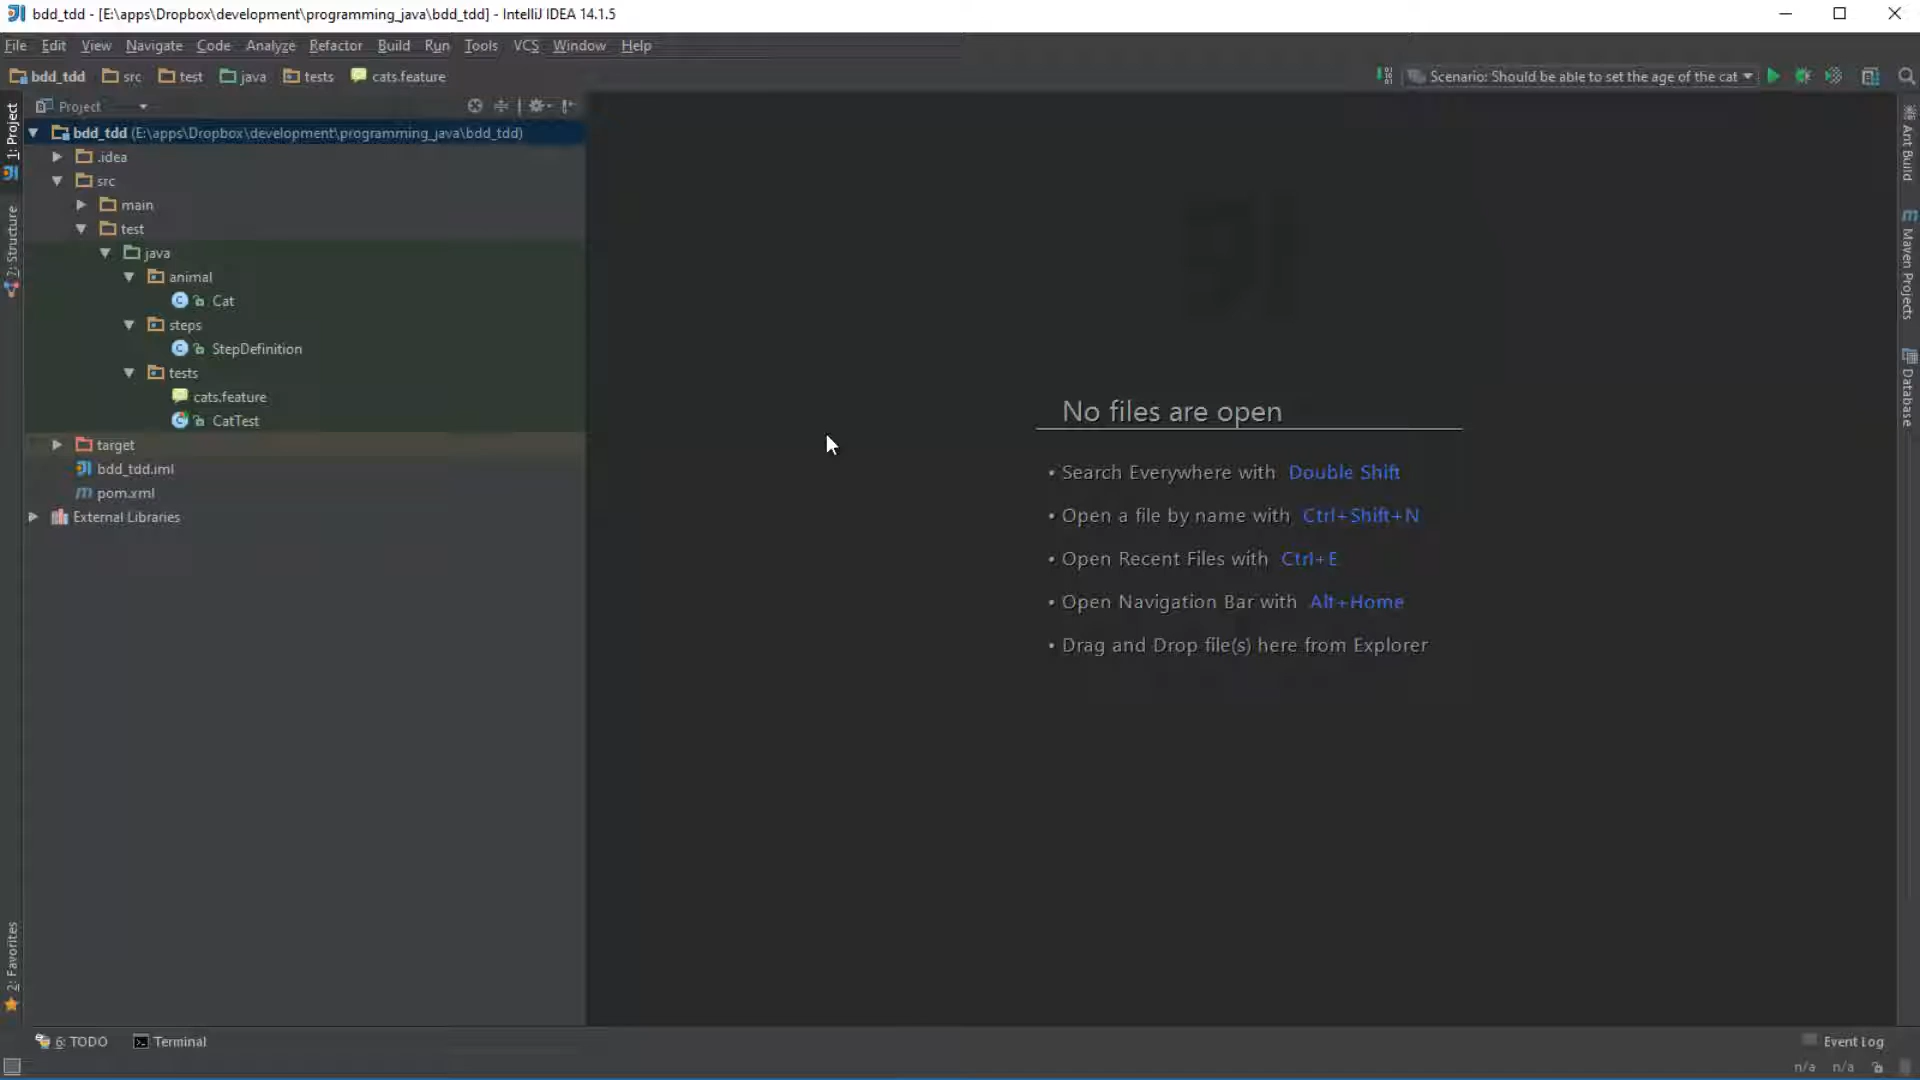 bdd_tdd - [E:\apps\Dropbox\development\programming_java\bdd_tdd] - IntelliJ IDEA 14.1.5
File Edit View Navigate Code Analyze Refactor Build Run Tools VCS Window Help
bdd_tdd src test java tests cats.feature
Scenario: Should be able to set the age of the cat
Project
bdd_tdd (E:\apps\Dropbox\development\programming_java\bdd_tdd)
.idea
src
main
test
java
animal
Cat
steps
StepDefinition
tests
cats.feature
CatTest
target
bdd_tdd.iml
pom.xml
External Libraries
1: Project
7: Structure
2: Favorites
No files are open
• Search Everywhere with Double Shift
• Open a file by name with Ctrl+Shift+N
• Open Recent Files with Ctrl+E
• Open Navigation Bar with Alt+Home
• Drag and Drop file(s) here from Explorer
Ant Build
Maven Projects
Database
6: TODO Terminal
Event Log
n/a n/a